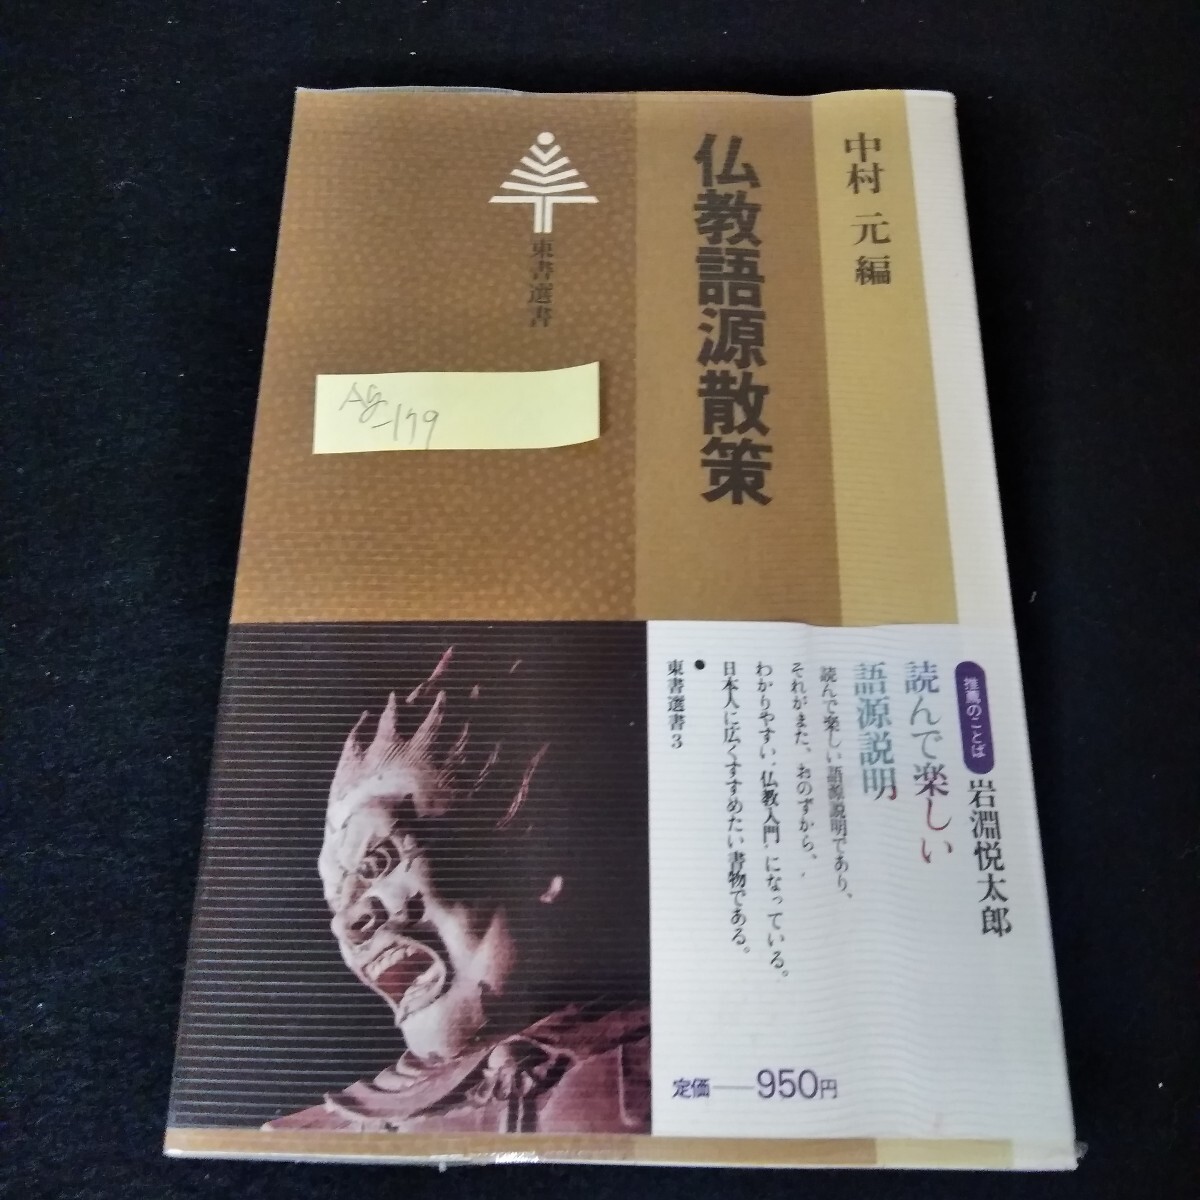 中村 元 編
仏教語源散策
東書選書
Ag
-179
推薦のことば
岩淵悦太郎
読んで楽しい
語源説明
読んで楽しい語源説明であり、
それがまた、おのずから、
わかりやすい“仏教入門”になっている。
日本人に広くすすめたい書物である。
●
東書選書3
定価──950円